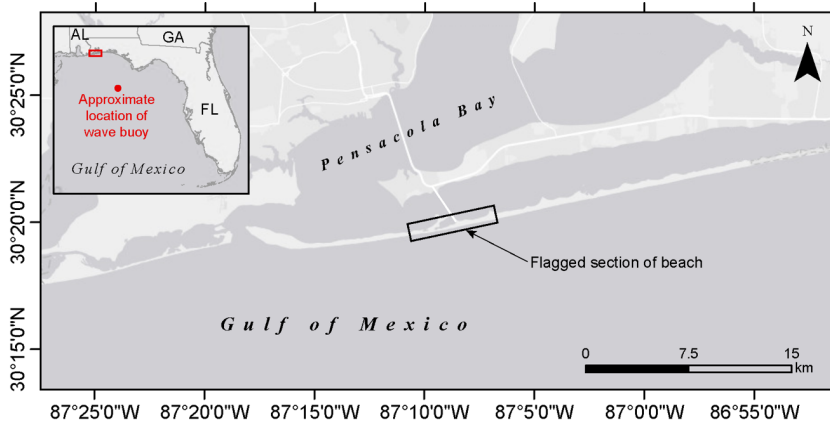 AL
GA
FL
Approximate
location of
wave buoy
Gulf of Mexico
Pensacola Bay
N
Flagged section of beach
Gulf of Mexico
0
7.5
15
km
30°25'0"N
30°20'0"N
30°15'0"N
87°25'0"W
87°20'0"W
87°15'0"W
87°10'0"W
87°5'0"W
87°0'0"W
86°55'0"W